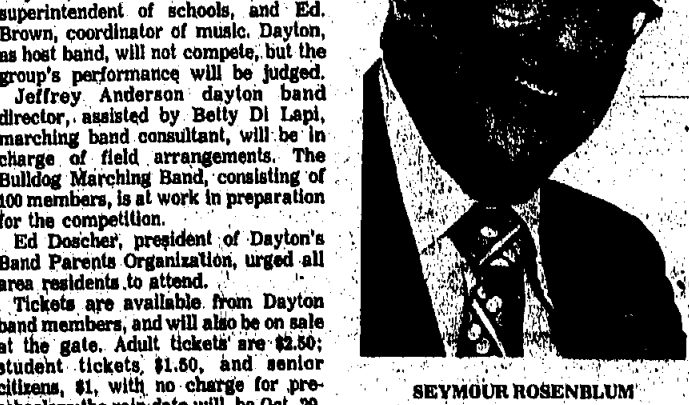 superintendent of schools, and Ed.
Brown, coordinator of music. Dayton,
as host band, will not compete, but the
group's performance will be judged.
Jeffrey Anderson dayton band
director, assisted by Betty Di Lapi,
marching band consultant, will be in
charge of field arrangements. The
Bulldog Marching Band, consisting of
100 members, is at work in preparation
for the competition.
Ed Doscher, president of Dayton's
Band Parents Organization, urged all
area residents to attend.
Tickets are available from Dayton
band members, and will also be on sale
at the gate. Adult tickets are $2.50;
student tickets, $1.50, and senior
citizens, $1, with no charge for pre-
date will be Oct. 29
SEYMOUR ROSENBLUM